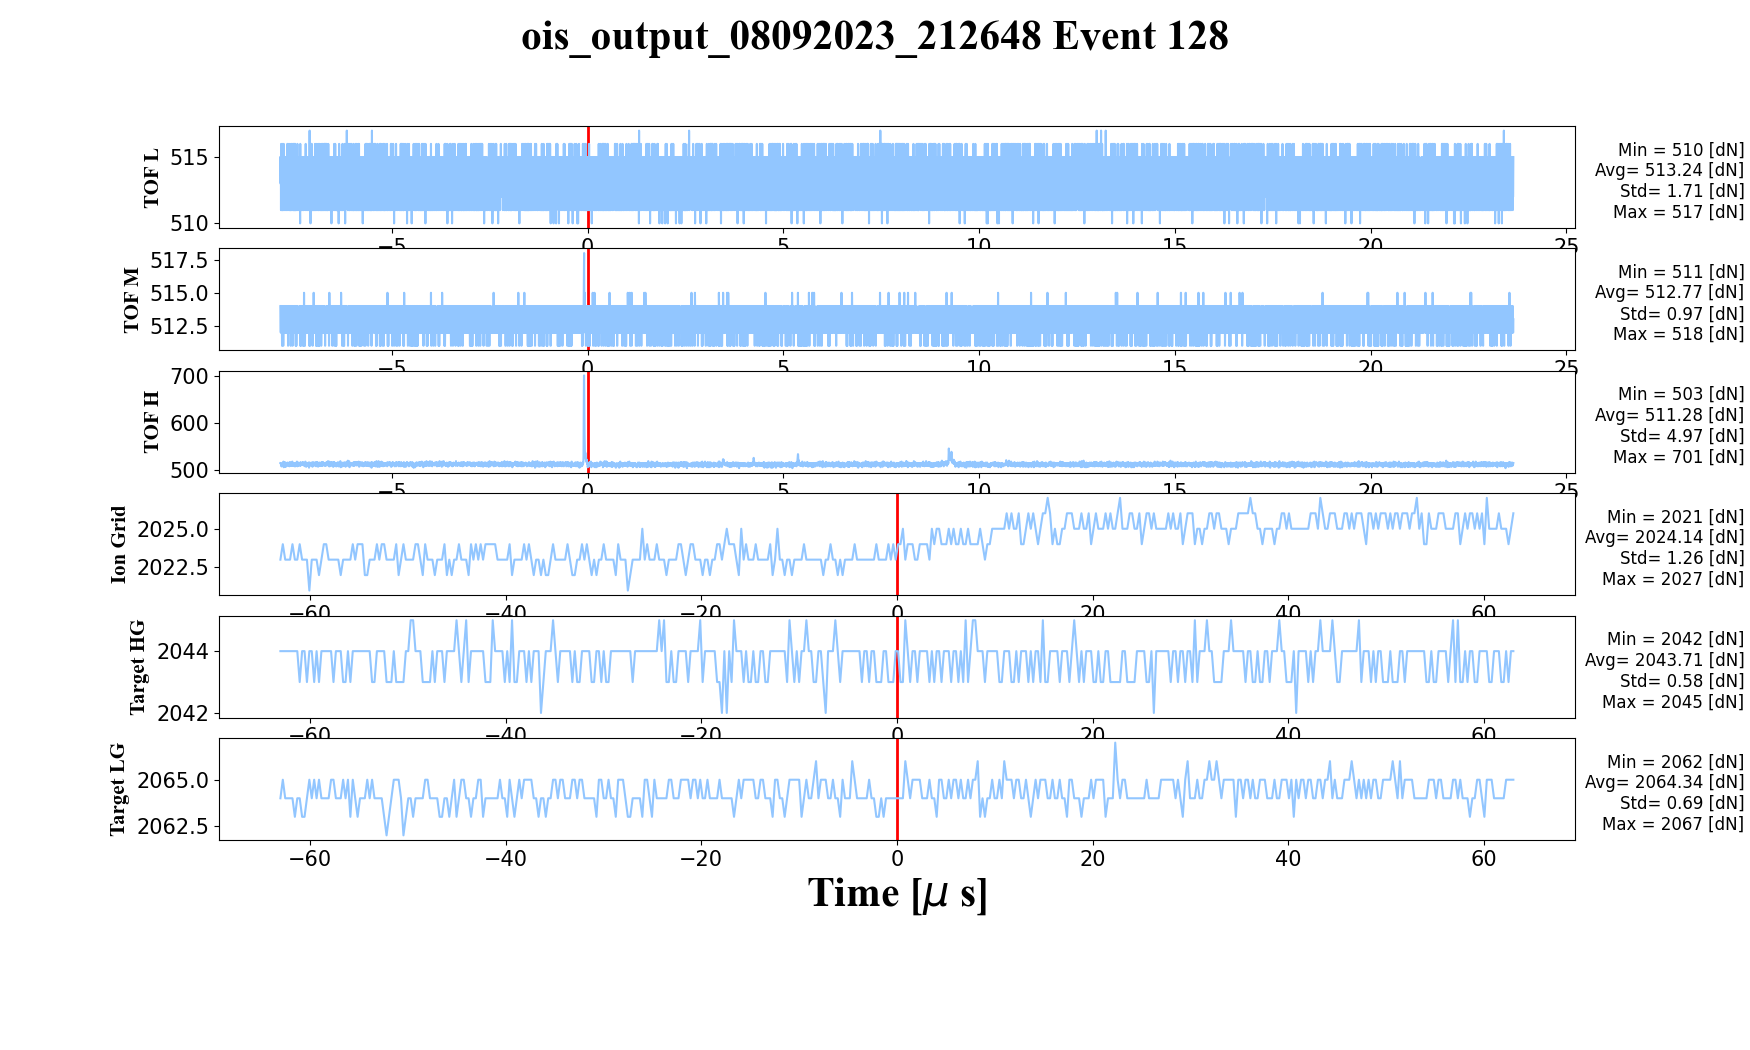 ois_output_08092023_212648 Event 128
TOF L
515
510
−5 0 5 10 15 20 25
Min = 510 [dN]
Avg= 513.24 [dN]
Std= 1.71 [dN]
Max = 517 [dN]
TOF M
517.5
515.0
512.5
−5 0 5 10 15 20 25
Min = 511 [dN]
Avg= 512.77 [dN]
Std= 0.97 [dN]
Max = 518 [dN]
TOF H
700
600
500
−5 0 5 10 15 20 25
Min = 503 [dN]
Avg= 511.28 [dN]
Std= 4.97 [dN]
Max = 701 [dN]
Ion Grid
2025.0
2022.5
−60 −40 −20 0 20 40 60
Min = 2021 [dN]
Avg= 2024.14 [dN]
Std= 1.26 [dN]
Max = 2027 [dN]
Target HG
2044
2042
−60 −40 −20 0 20 40 60
Min = 2042 [dN]
Avg= 2043.71 [dN]
Std= 0.58 [dN]
Max = 2045 [dN]
Target LG
2065.0
2062.5
−60 −40 −20 0 20 40 60
Min = 2062 [dN]
Avg= 2064.34 [dN]
Std= 0.69 [dN]
Max = 2067 [dN]
Time [μ s]